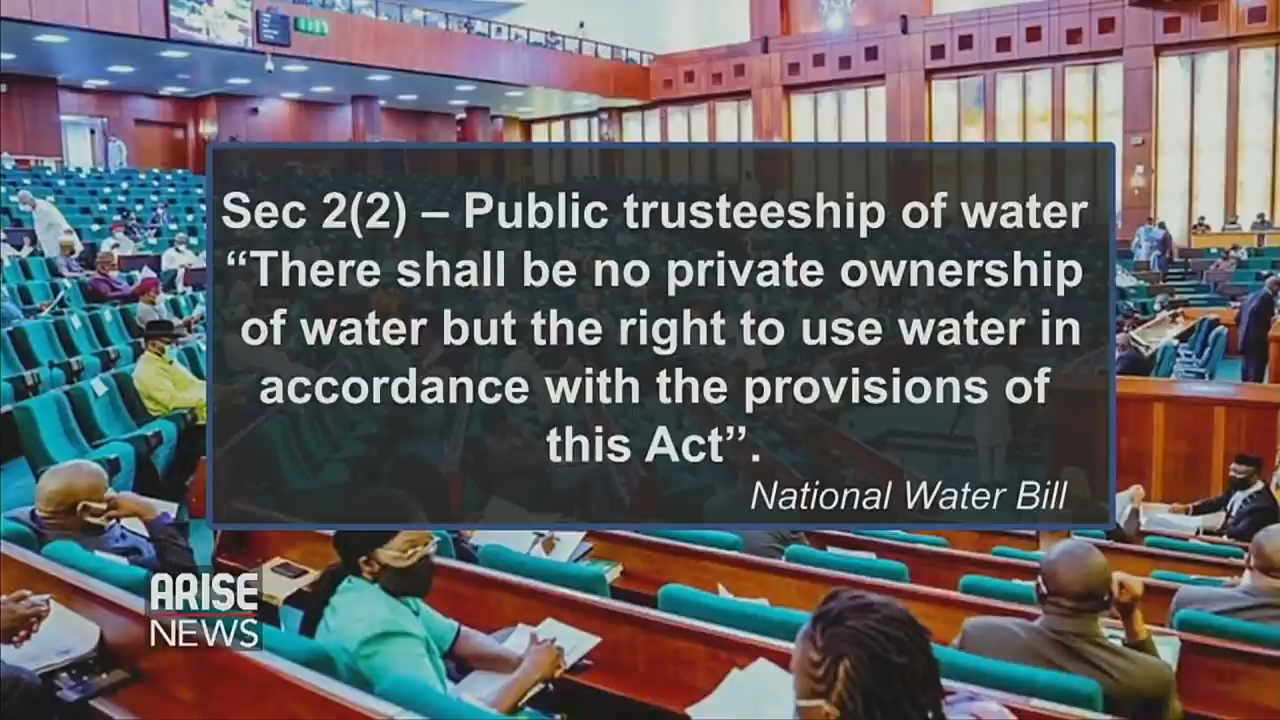 Sec 2(2) – Public trusteeship of water
“There shall be no private ownership
of water but the right to use water in
accordance with the provisions of
this Act”.
National Water Bill
ARISE
NEWS